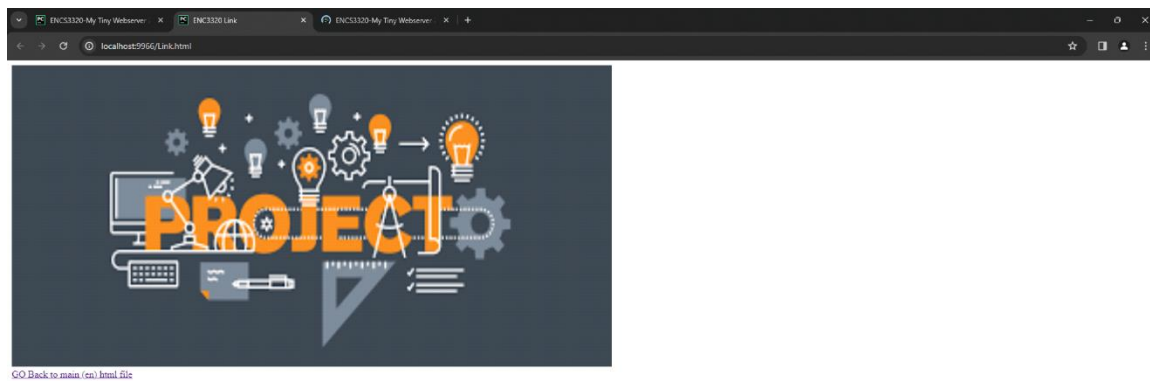 ENCS3320-My Tiny Webserver
ENC3320 Link
ENCS3320-My Tiny Webserver
localhost:9966/Link.html
PROJECT
GO Back to main (en) html file